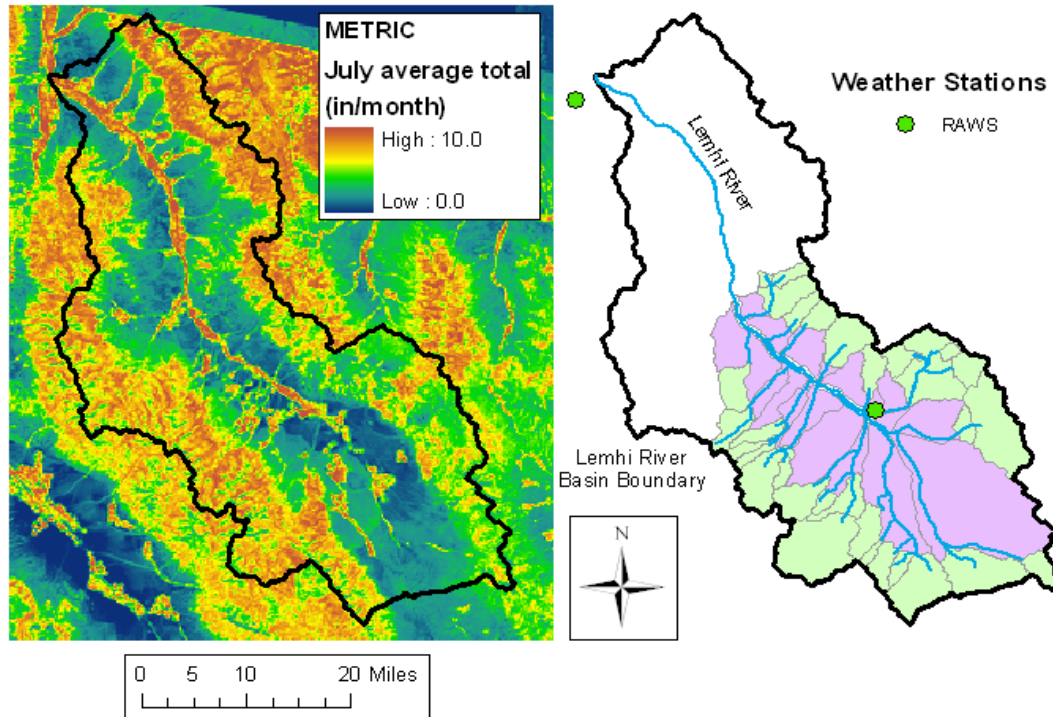 METRIC
July average total
(in/month)
High : 10.0
Low : 0.0
Weather Stations
RAWS
Lemhi River
Lemhi River
Basin Boundary
N
0 5 10 20 Miles